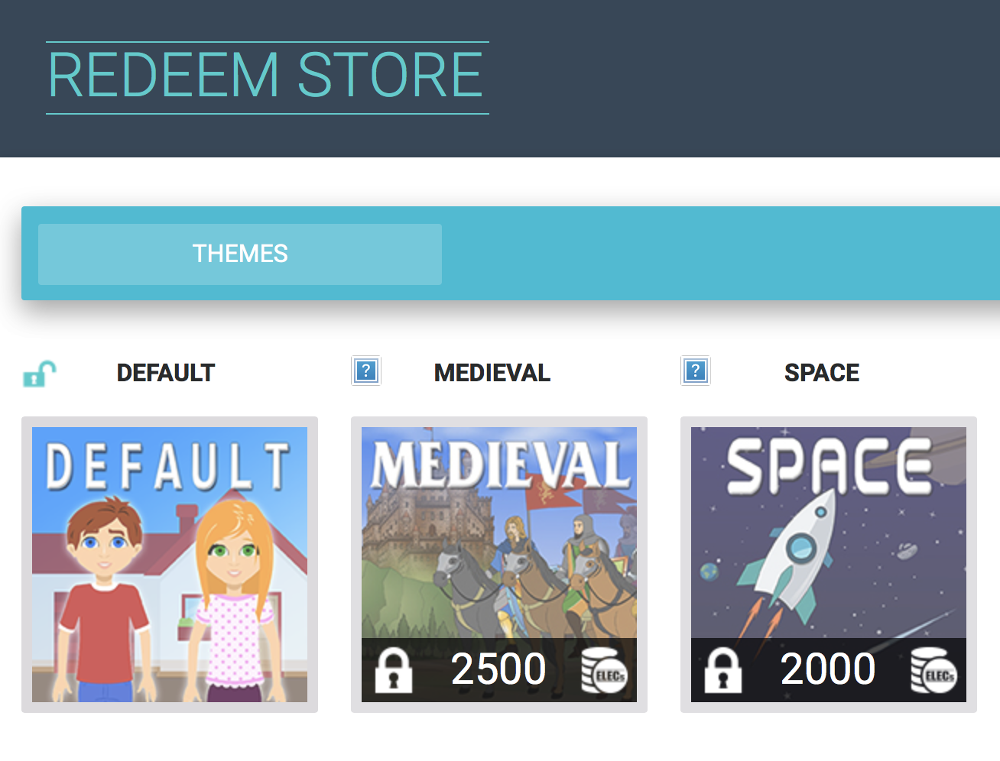 REDEEM STORE
THEMES
DEFAULT
? MEDIEVAL
? SPACE
DEFAULT
MEDIEVAL
SPACE
2500 ELECs
2000 ELECs